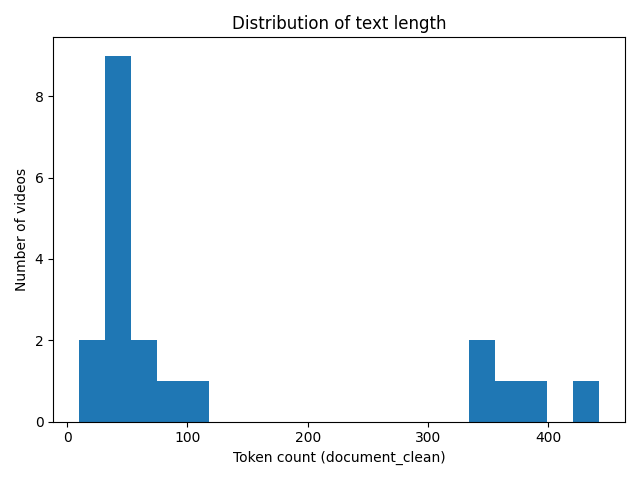 Distribution of text length
Number of videos
8
6
4
2
0
0 100 200 300 400
Token count (document_clean)